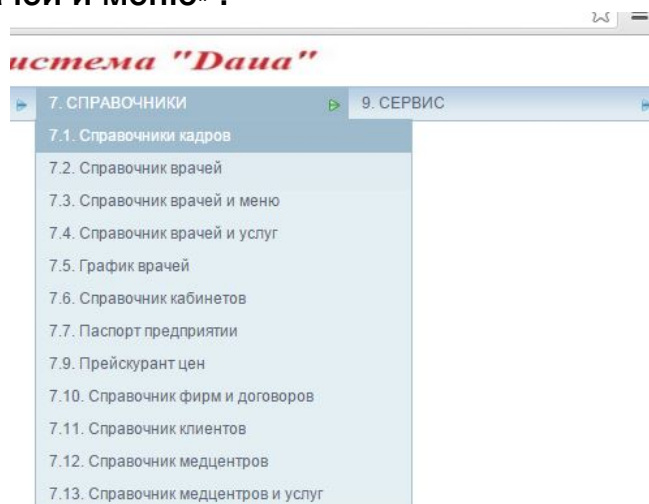 и меню".
истема "Дана"
7. СПРАВОЧНИКИ 9. СЕРВИС
7.1. Справочники кадров
7.2. Справочник врачей
7.3. Справочник врачей и меню
7.4. Справочник врачей и услуг
7.5. График врачей
7.6. Справочник кабинетов
7.7. Паспорт предприятии
7.9. Прейскурант цен
7.10. Справочник фирм и договоров
7.11. Справочник клиентов
7.12. Справочник медцентров
7.13. Справочник медцентров и услуг